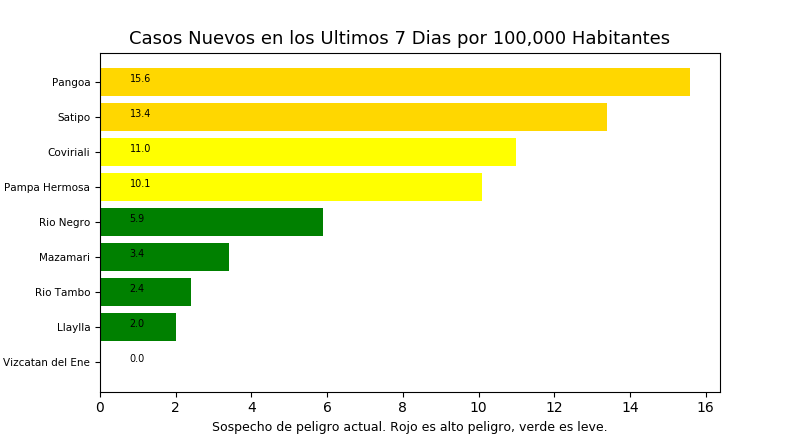 Casos Nuevos en los Ultimos 7 Dias por 100,000 Habitantes
Pangoa 15.6
Satipo 13.4
Coviriali 11.0
Pampa Hermosa 10.1
Rio Negro 5.9
Mazamari 3.4
Rio Tambo 2.4
Llaylla 2.0
Vizcatan del Ene 0.0
0 2 4 6 8 10 12 14 16
Sospecho de peligro actual. Rojo es alto peligro, verde es leve.